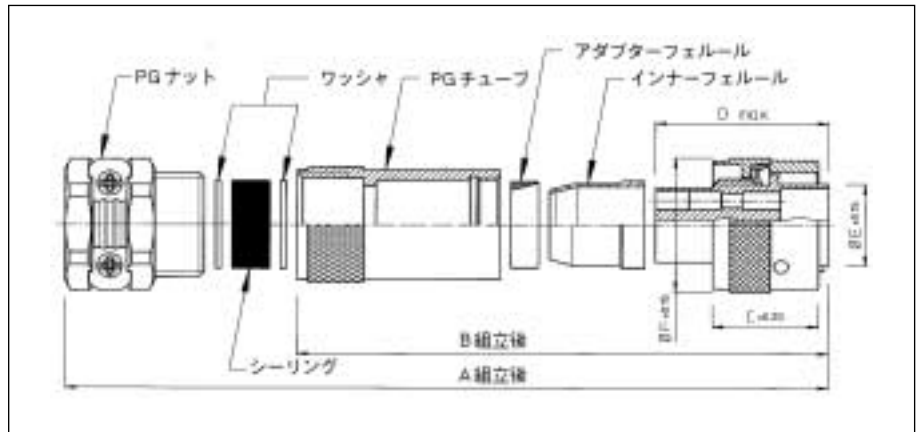 アダプターフェルール
PGナット
ワッシャ
PGチューブ
インナーフェルール
D max
シーリング
B組立後
A組立後